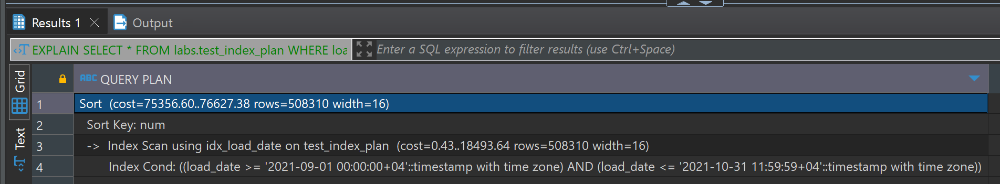 Results 1
Output
EXPLAIN SELECT * FROM labs.test_index_plan WHERE loa
Enter a SQL expression to filter results (use Ctrl+Space)
Grid
Text
ABC QUERY PLAN
1 Sort (cost=75356.60..76627.38 rows=508310 width=16)
2 Sort Key: num
3 -> Index Scan using idx_load_date on test_index_plan (cost=0.43..18493.64 rows=508310 width=16)
4 Index Cond: ((load_date >= '2021-09-01 00:00:00+04'::timestamp with time zone) AND (load_date <= '2021-10-31 11:59:59+04'::timestamp with time zone))